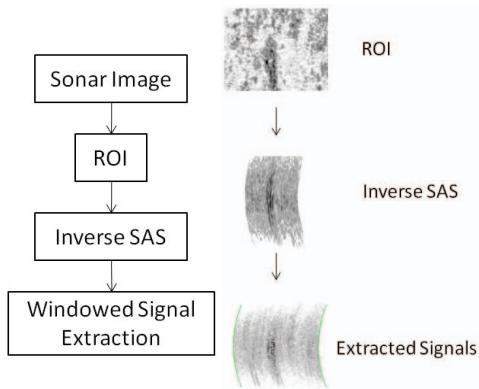 Sonar Image
ROI
Inverse SAS
Windowed Signal
Extraction
ROI
Inverse SAS
Extracted Signals